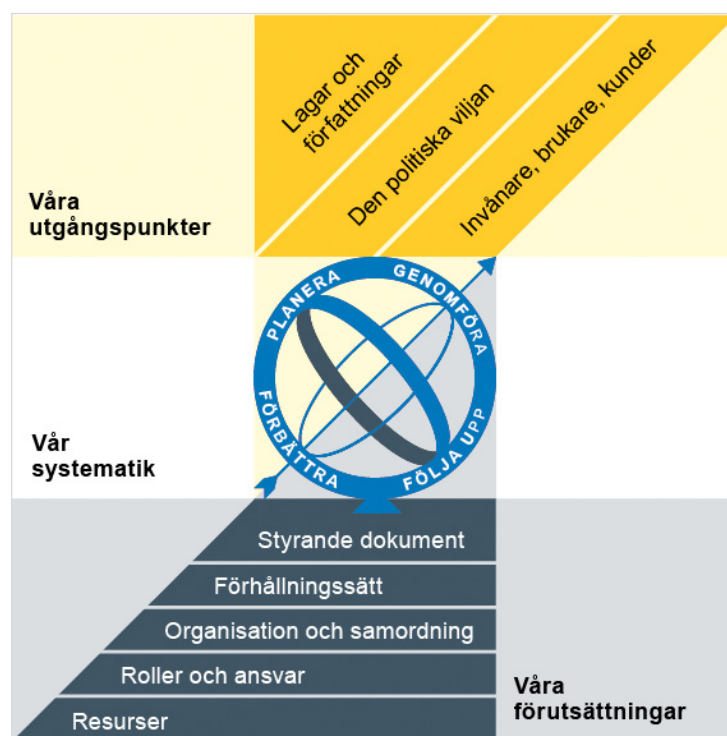 Lagar och
författningar
Den politiska viljan
Invånare, brukare, kunder
Våra
utgångspunkter
PLANERA
GENOMFÖRA
FÖRBÄTTRA
FÖLJA UPP
Vår
systematik
Styrande dokument
Förhållningssätt
Organisation och samordning
Roller och ansvar
Resurser
Våra
förutsättningar